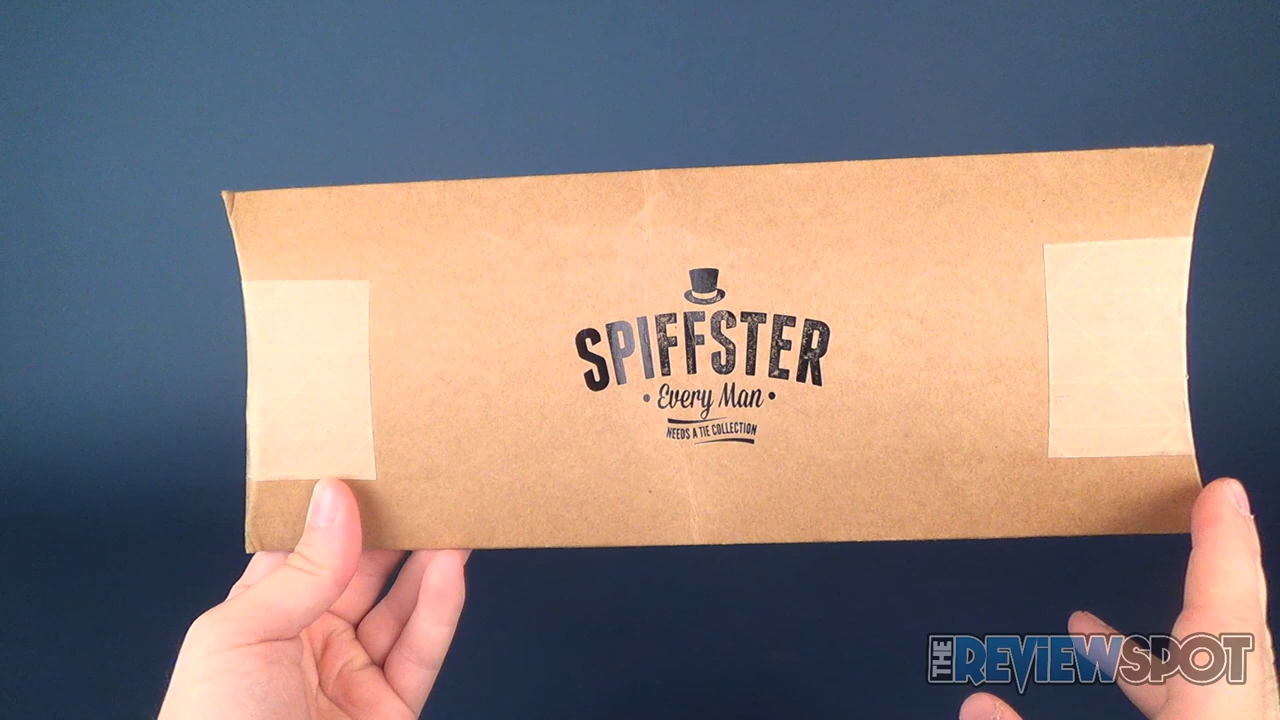 SPIFFSTER
• Every Man •
NEEDS A TIE COLLECTION
THE REVIEWSPOT